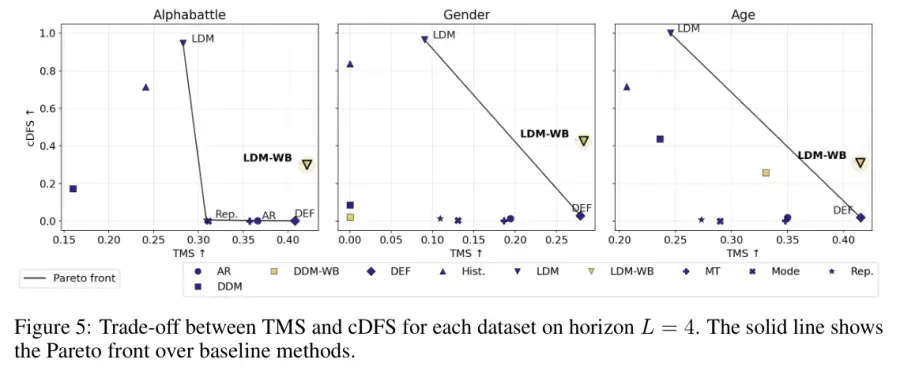 Alphabattle
Gender
Age
cDFS ↑
1.0
0.8
0.6
0.4
0.2
0.0
LDM
LDM-WB
Rep.
AR
DEF
0.15 0.20 0.25 0.30 0.35 0.40
TMS ↑
LDM
LDM-WB
DEF
0.00 0.05 0.10 0.15 0.20 0.25
TMS ↑
LDM
LDM-WB
DEF
0.20 0.25 0.30 0.35 0.40
TMS ↑
Pareto front
AR DDM-WB DEF Hist. LDM LDM-WB MT Mode Rep.
DDM
Figure 5: Trade-off between TMS and cDFS for each dataset on horizon L = 4. The solid line shows
the Pareto front over baseline methods.